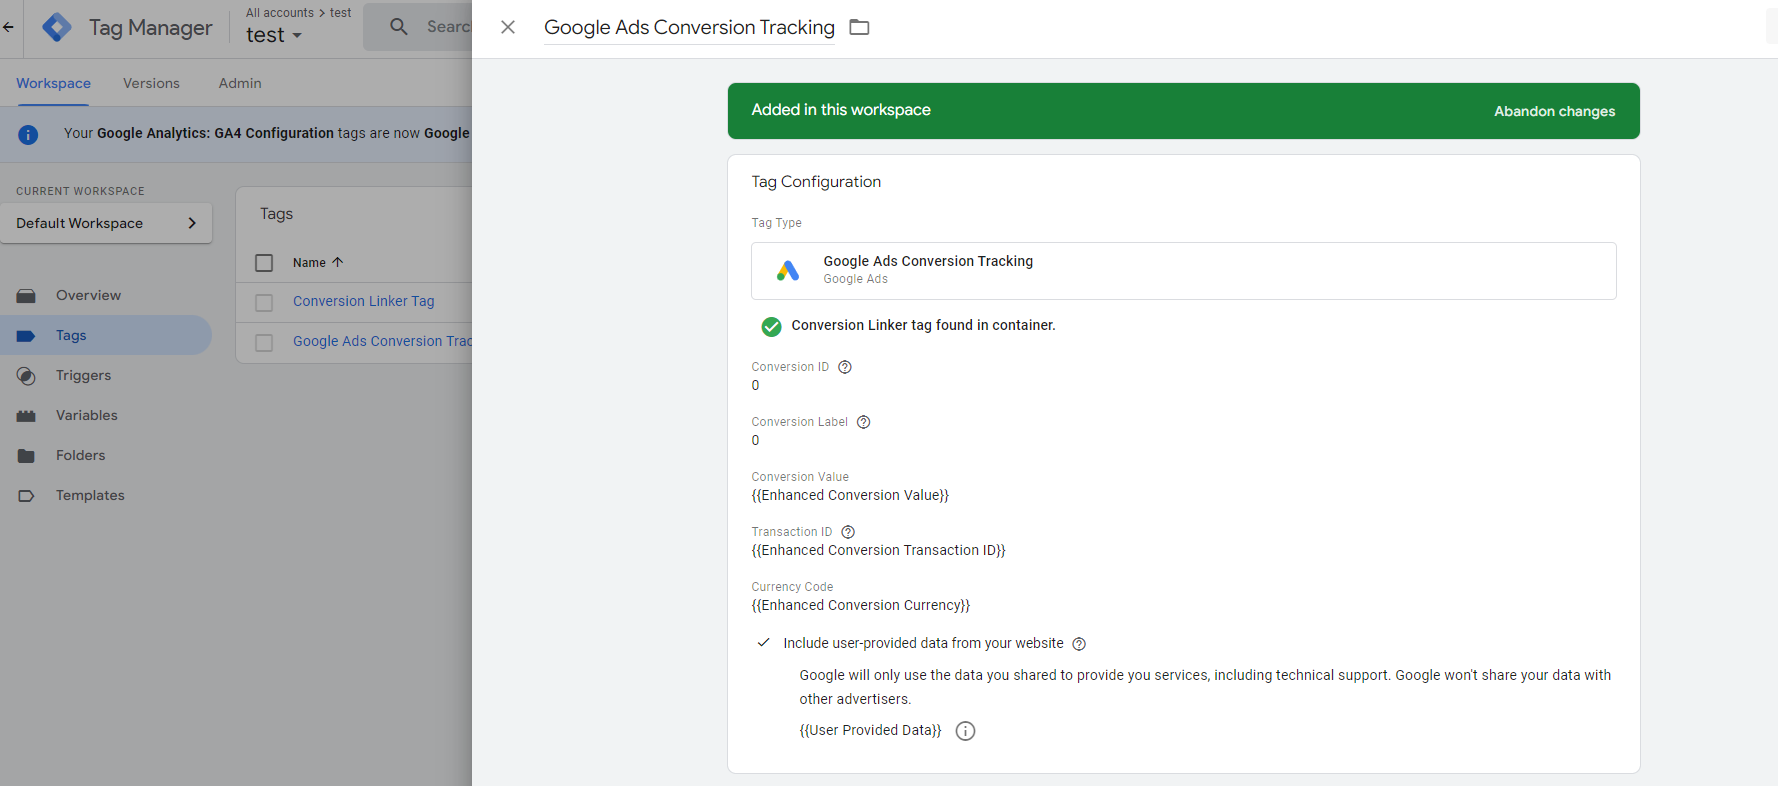 Tag Manager
All accounts > test
test
Searc
Workspace
Versions
Admin
Your Google Analytics: GA4 Configuration tags are now Google
CURRENT WORKSPACE
Default Workspace
Overview
Tags
Triggers
Variables
Folders
Templates
Tags
Name
Conversion Linker Tag
Google Ads Conversion Trac
Google Ads Conversion Tracking
Added in this workspace
Abandon changes
Tag Configuration
Tag Type
Google Ads Conversion Tracking
Google Ads
Conversion Linker tag found in container.
Conversion ID
0
Conversion Label
0
Conversion Value
{{Enhanced Conversion Value}}
Transaction ID
{{Enhanced Conversion Transaction ID}}
Currency Code
{{Enhanced Conversion Currency}}
Include user-provided data from your website
Google will only use the data you shared to provide you services, including technical support. Google won't share your data with
other advertisers.
{{User Provided Data}}